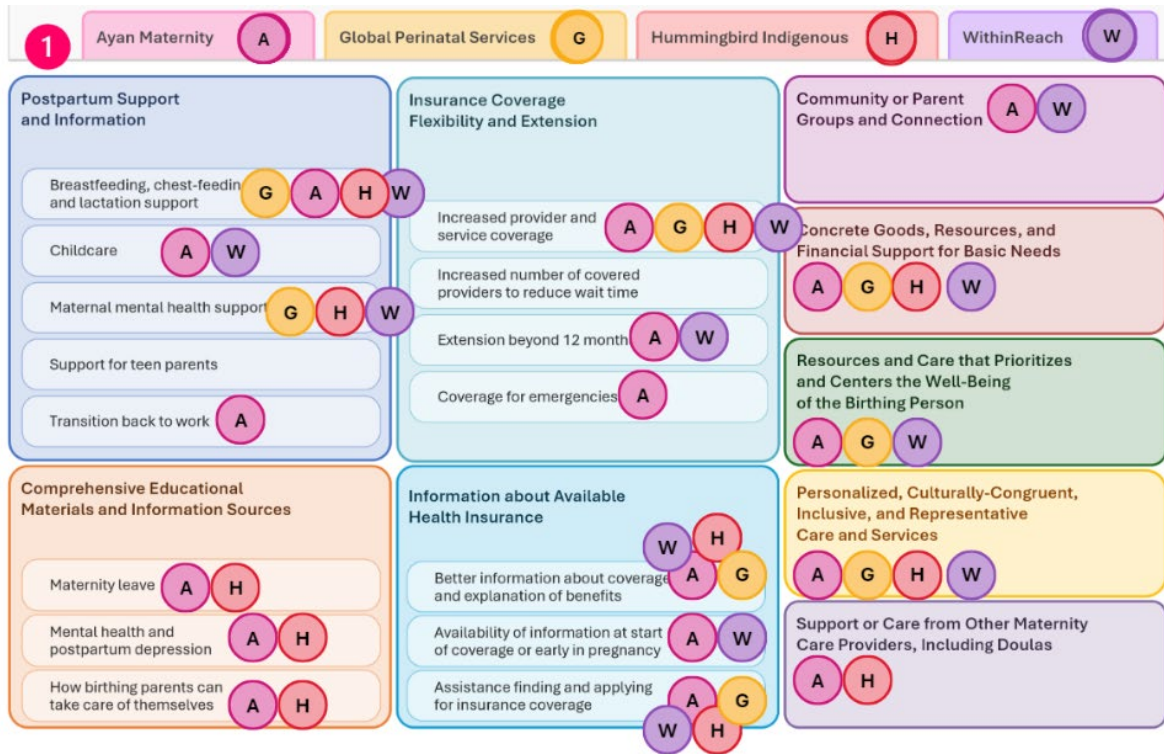 1
Ayan Maternity A
Global Perinatal Services G
Hummingbird Indigenous H
WithinReach W
Postpartum Support
and Information
Breastfeeding, chest-feedin
and lactation support
G A H W
Childcare A W
Maternal mental health support G H W
Support for teen parents
Transition back to work A
Insurance Coverage
Flexibility and Extension
Increased provider and
service coverage
A G H W
Increased number of covered
providers to reduce wait time
Extension beyond 12 month A W
Coverage for emergencies A
Community or Parent
Groups and Connection A W
Concrete Goods, Resources, and
Financial Support for Basic Needs
A G H W
Resources and Care that Prioritizes
and Centers the Well-Being
of the Birthing Person
A G W
Comprehensive Educational
Materials and Information Sources
Maternity leave A H
Mental health and
postpartum depression
A H
How birthing parents can
take care of themselves
A H
Information about Available
Health Insurance
W H
Better information about coverage
and explanation of benefits
A G
Availability of information at start
of coverage or early in pregnancy
A W
Assistance finding and applying
for insurance coverage
A G
W H
Personalized, Culturally-Congruent,
Inclusive, and Representative
Care and Services
A G H W
Support or Care from Other Maternity
Care Providers, Including Doulas
A H